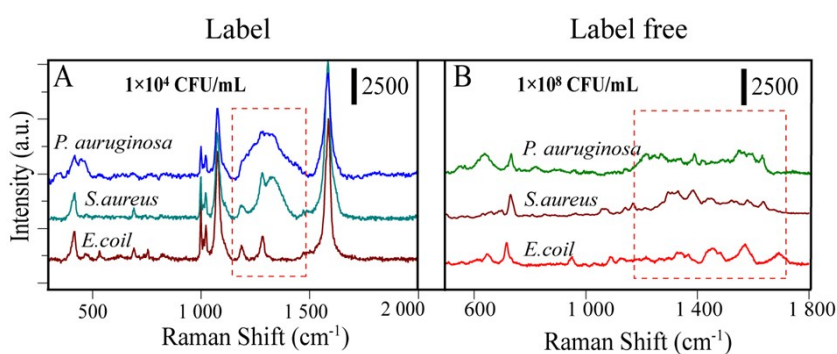 Label
Label free
A
1×10⁴ CFU/mL
2500
P. auruginosa
S.aureus
E.coil
Intensity (a.u.)
500
1 000
1 500
2 000
Raman Shift (cm⁻¹)
B
1×10⁸ CFU/mL
2500
P. auruginosa
S.aureus
E.coil
600
1 000
1 400
1 800
Raman Shift (cm⁻¹)